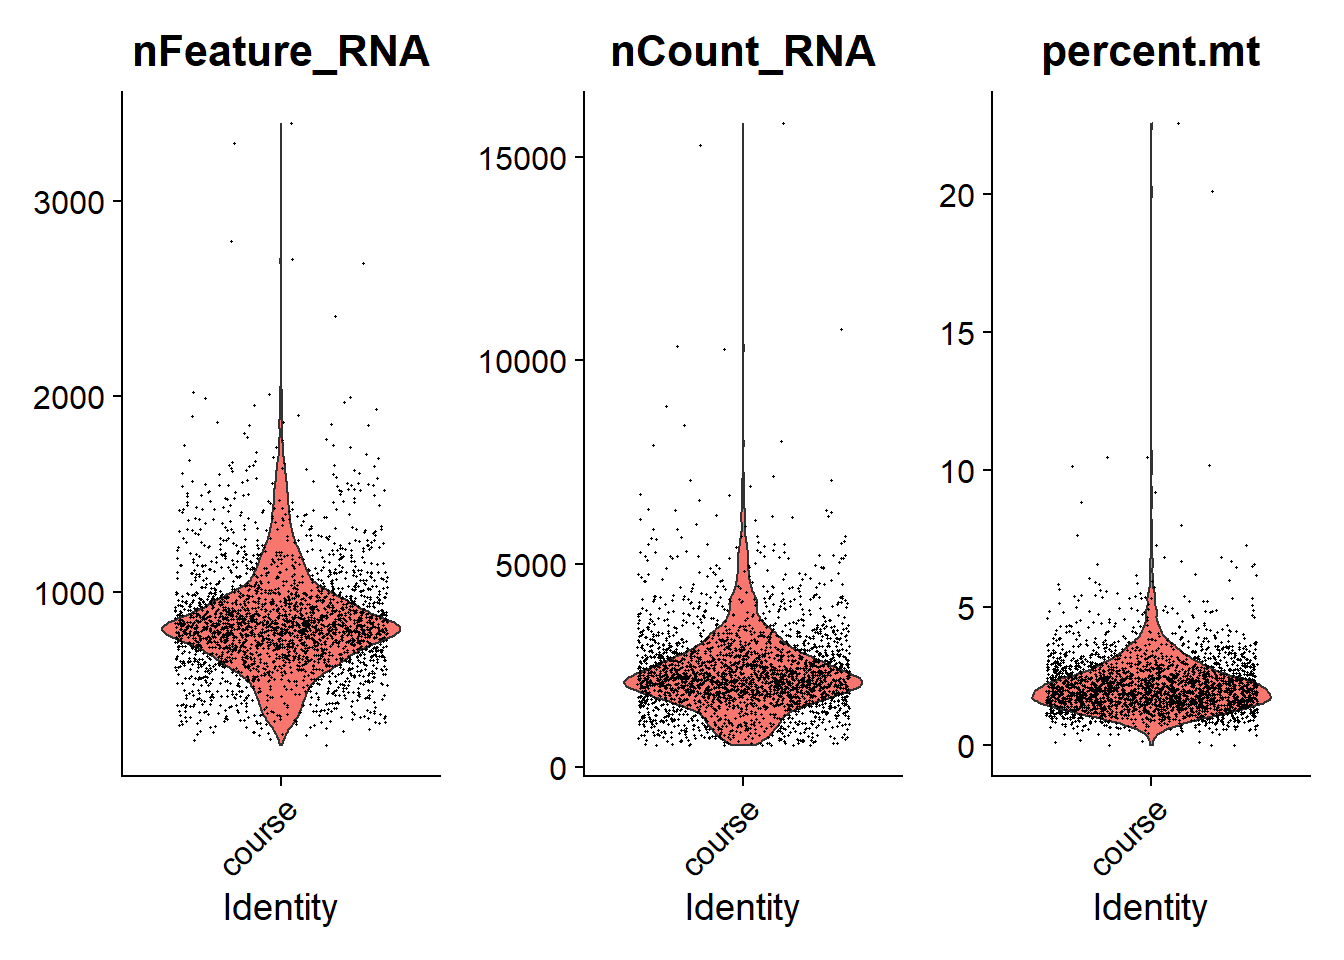 nFeature_RNA
3000
2000
1000
course
Identity
nCount_RNA
15000
10000
5000
0
course
Identity
percent.mt
20
15
10
5
0
course
Identity